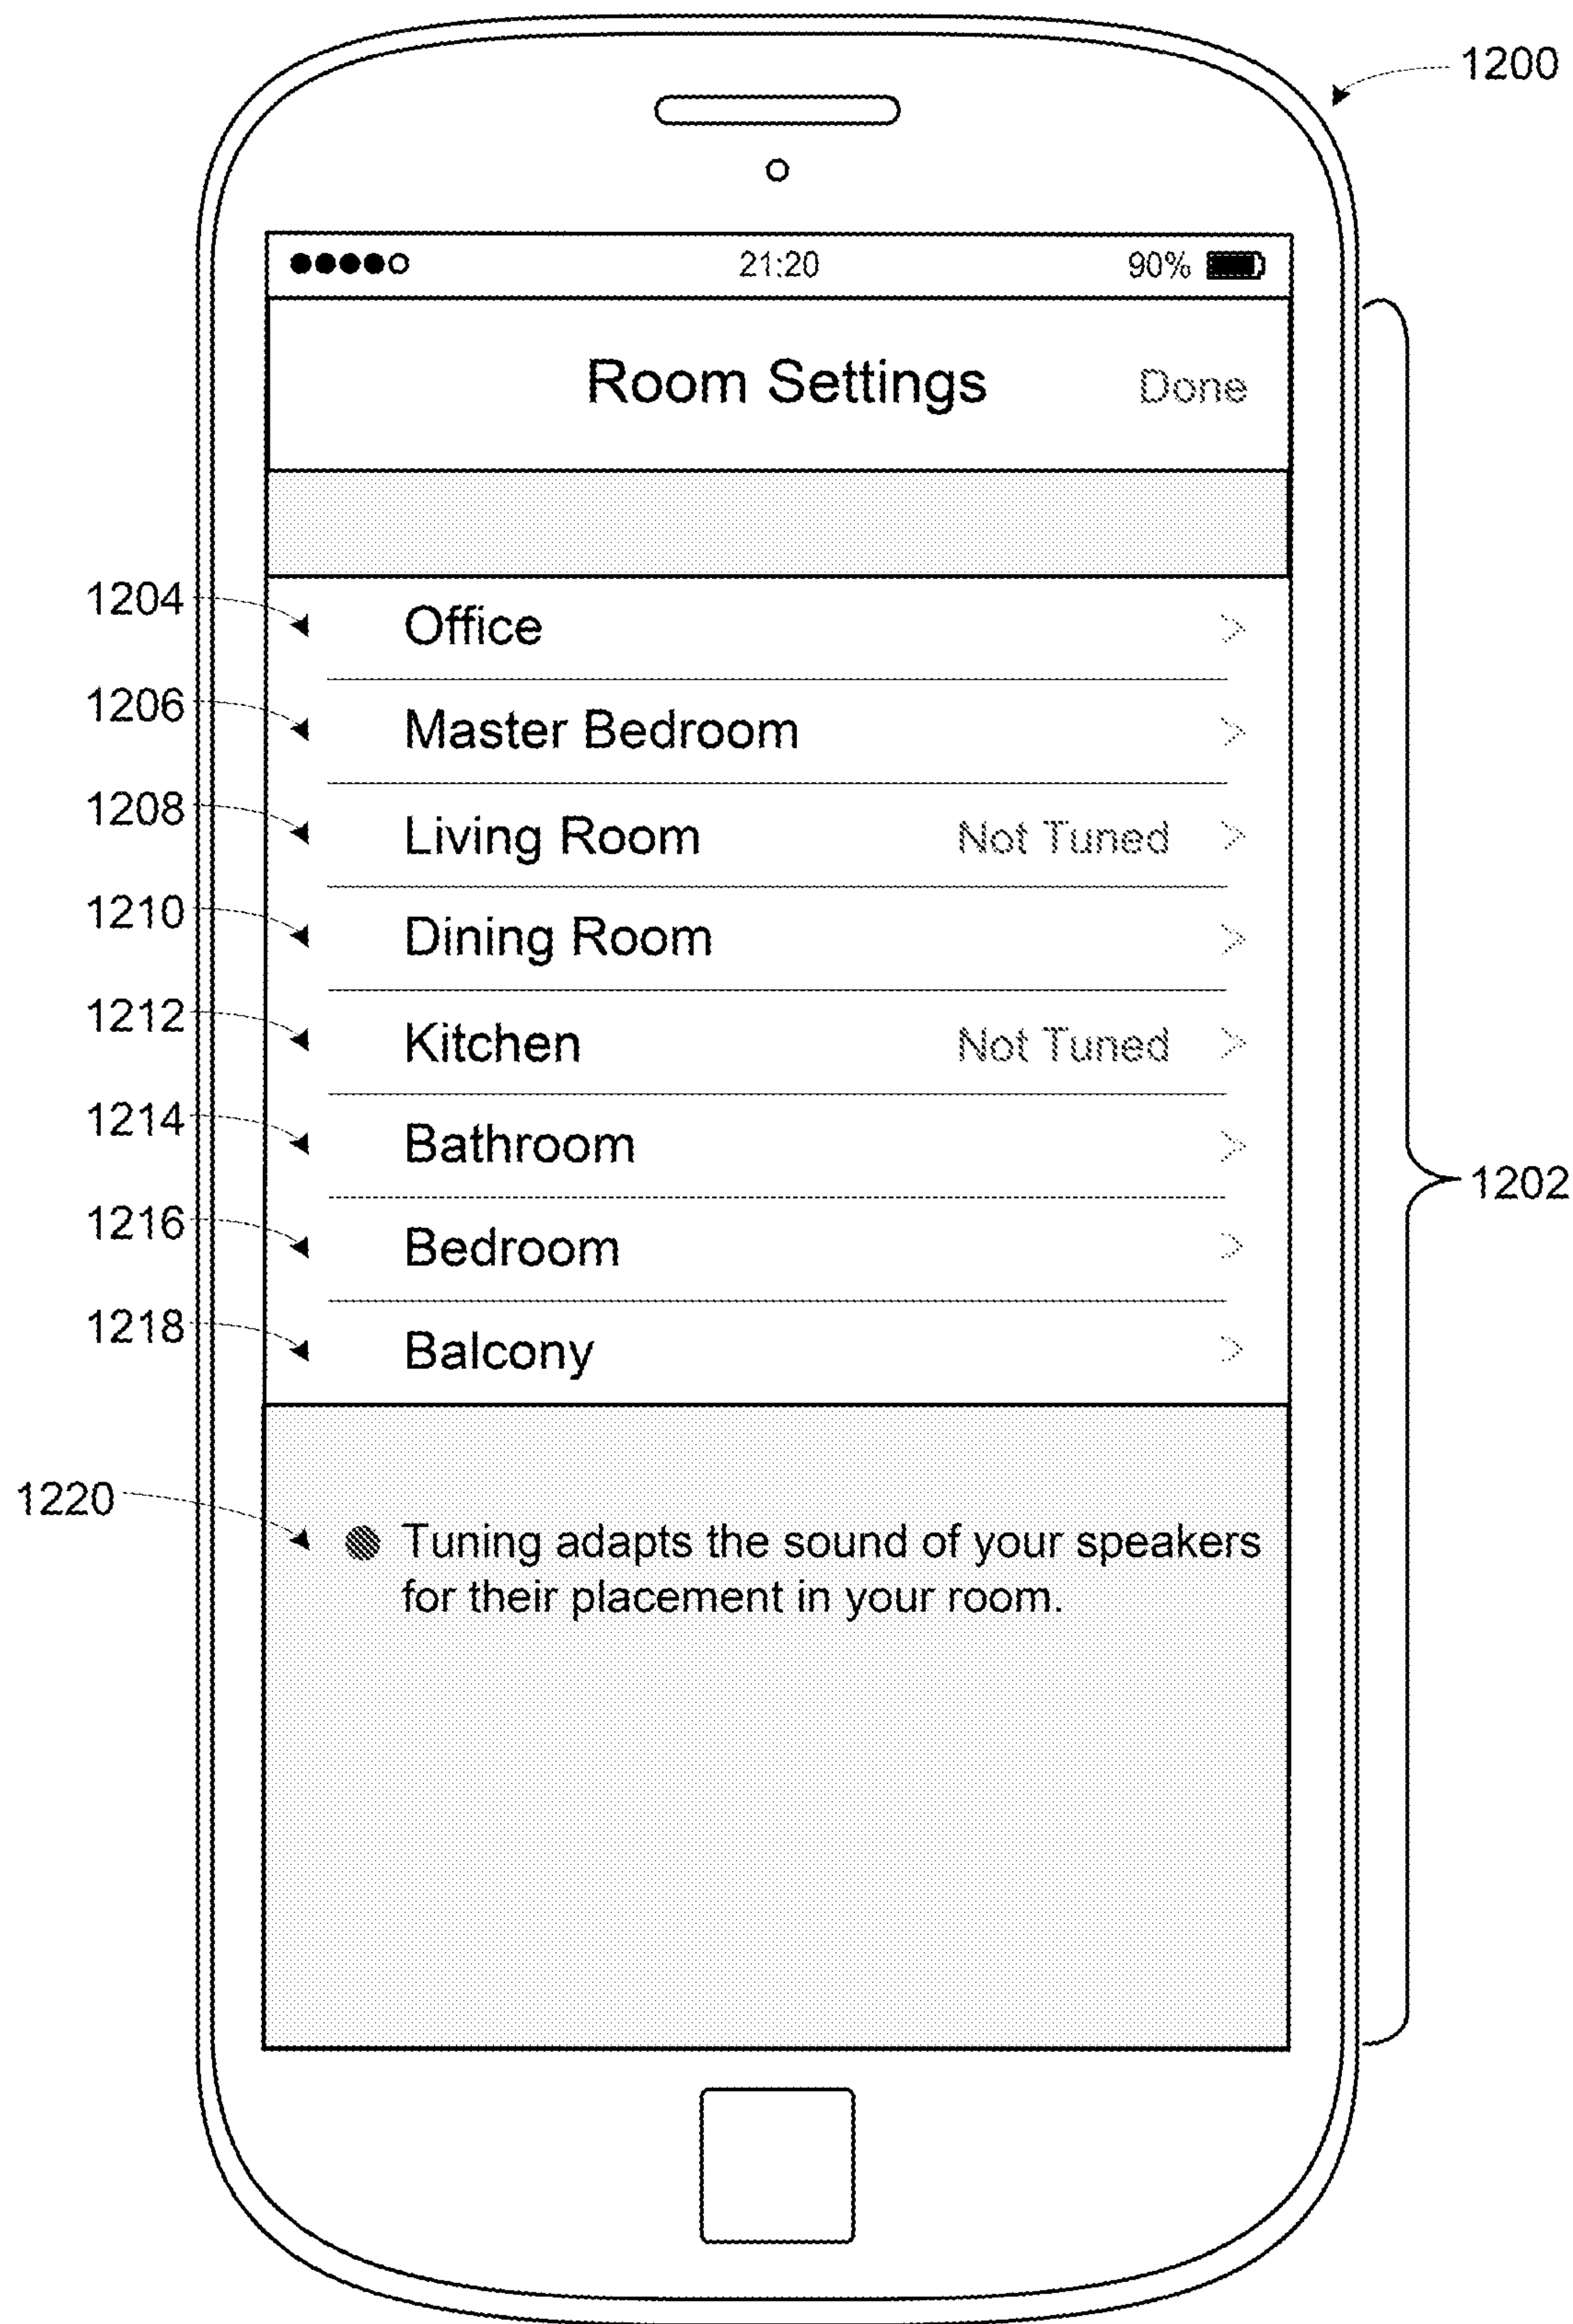 1200
21:20 90%
Room Settings Done
1204 Office >
1206 Master Bedroom >
1208 Living Room Not Tuned >
1210 Dining Room >
1212 Kitchen Not Tuned >
1214 Bathroom >
1202
1216 Bedroom >
1218 Balcony >
1220 Tuning adapts the sound of your speakers
for their placement in your room.